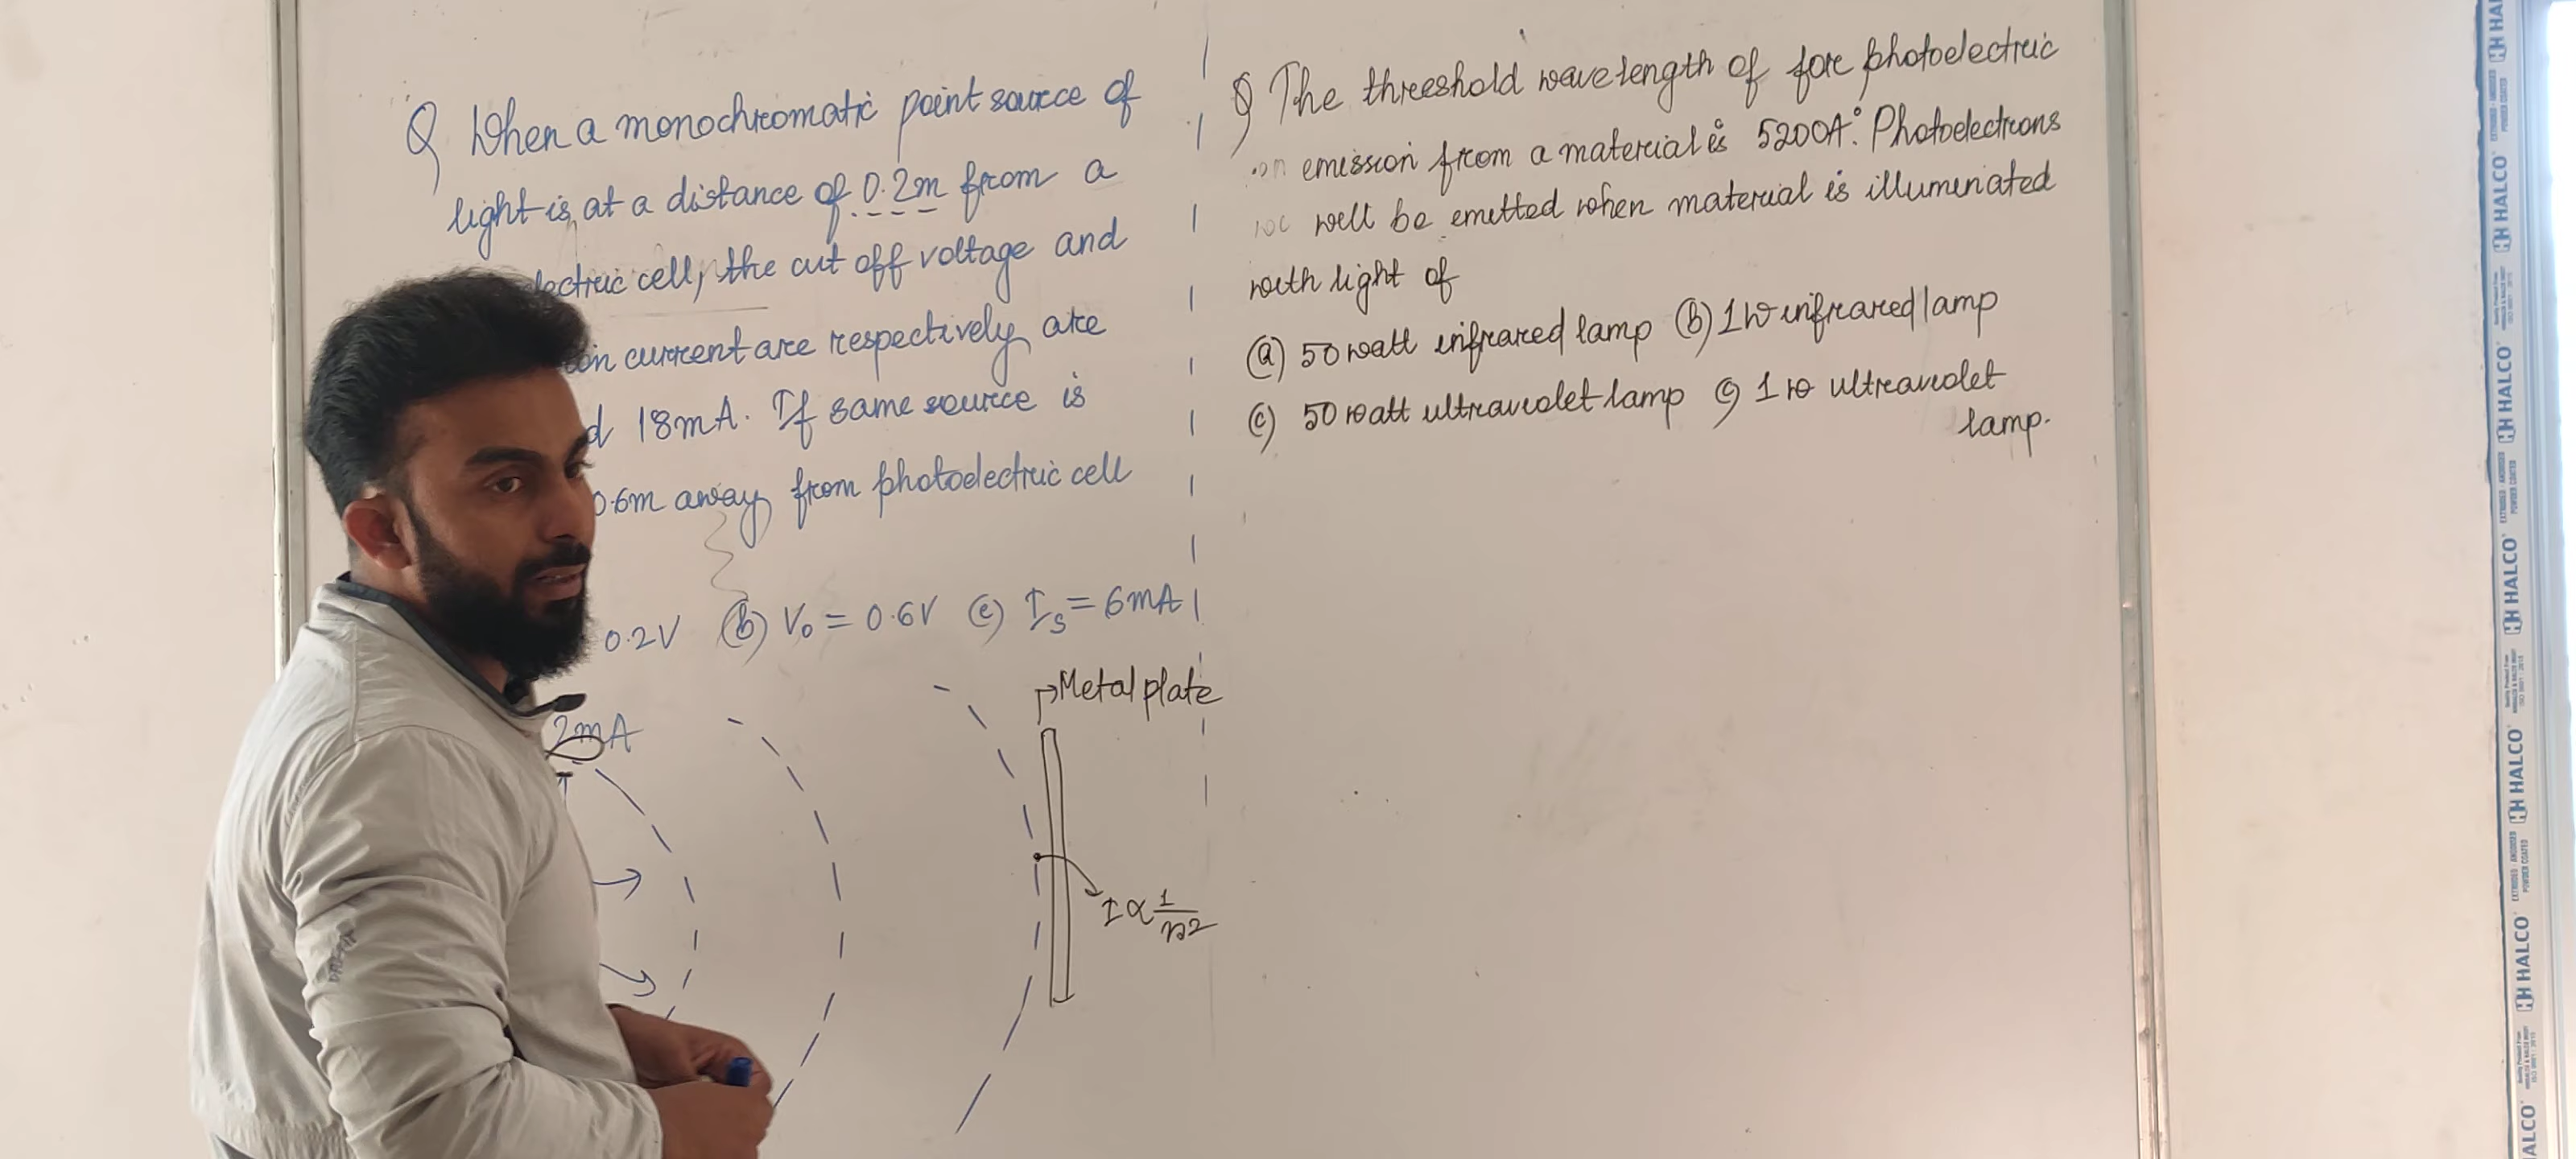 Q When a monochromatic point source of
light is at a distance of 0.2m from a
electric cell, the cut off voltage and
current are respectively are
18mA. If same source is
0.6m away from photoelectric cell
0.2V (b) V₀ = 0.6V (c) I_S = 6mA
2mA
Metal plate
I ∝ 1/r2
Q The threshold wavelength of for photoelectric
emission from a material is 5200A°. Photoelectrons
will be emitted when material is illuminated
with light of
(a) 50 watt infrared lamp (b) 1 W infrared lamp
(c) 50 watt ultraviolet lamp 1 W ultraviolet
lamp.
HALCO
HALCO
HALCO
HALCO
HALCO
HALCO
ALCO